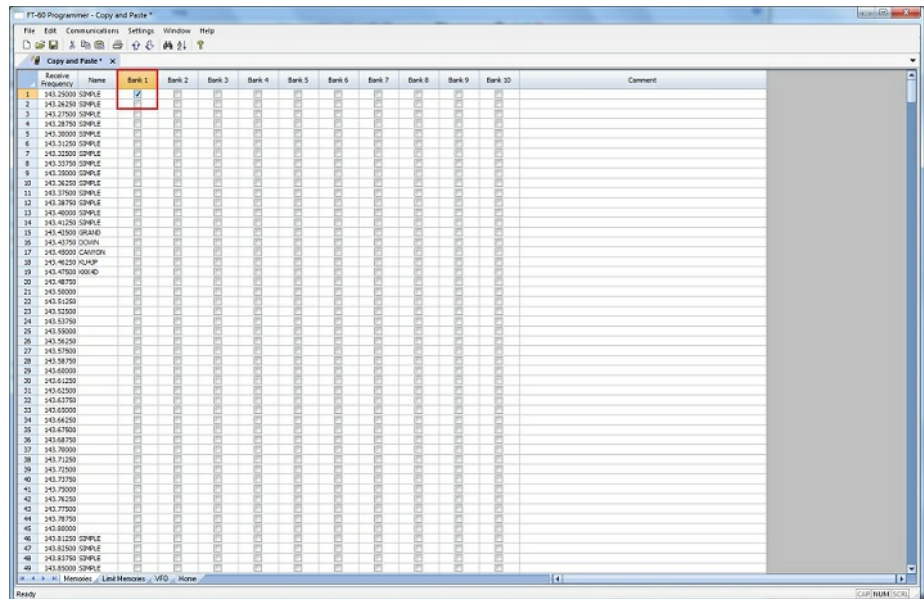 FT-60 Programmer - Copy and Paste *
File Edit Communications Settings Window Help
Copy and Paste * X
Receive Frequency Name Bank 1 Bank 2 Bank 3 Bank 4 Bank 5 Bank 6 Bank 7 Bank 8 Bank 9 Bank 10 Comment
1 143.25000 SIMPLE
2 143.26250 SIMPLE
3 143.27500 SIMPLE
4 143.28750 SIMPLE
5 143.30000 SIMPLE
6 143.31250 SIMPLE
7 143.32500 SIMPLE
8 143.33750 SIMPLE
9 143.35000 SIMPLE
10 143.36250 SIMPLE
11 143.37500 SIMPLE
12 143.38750 SIMPLE
13 143.40000 SIMPLE
14 143.41250 SIMPLE
15 143.42500 GRAND
16 143.43750 DOWN
17 143.45000 CANYON
18 143.46250 KU4JP
19 143.47500
20 143.48750
21 143.50000
22 143.51250
23 143.52500
24 143.53750
25 143.55000
26 143.56250
27 143.57500
28 143.58750
29 143.60000
30 143.61250
31 143.62500
32 143.63750
33 143.65000
34 143.66250
35 143.67500
36 143.68750
37 143.70000
38 143.71250
39 143.72500
40 143.73750
41 143.75000
42 143.76250
43 143.77500
44 143.78750
45 143.80000
46 143.81250 SIMPLE
47 143.82500 SIMPLE
48 143.83750 SIMPLE
49 143.85000 SIMPLE
Memories Limit Memories VFO Home
Ready CAP NUM SCRL